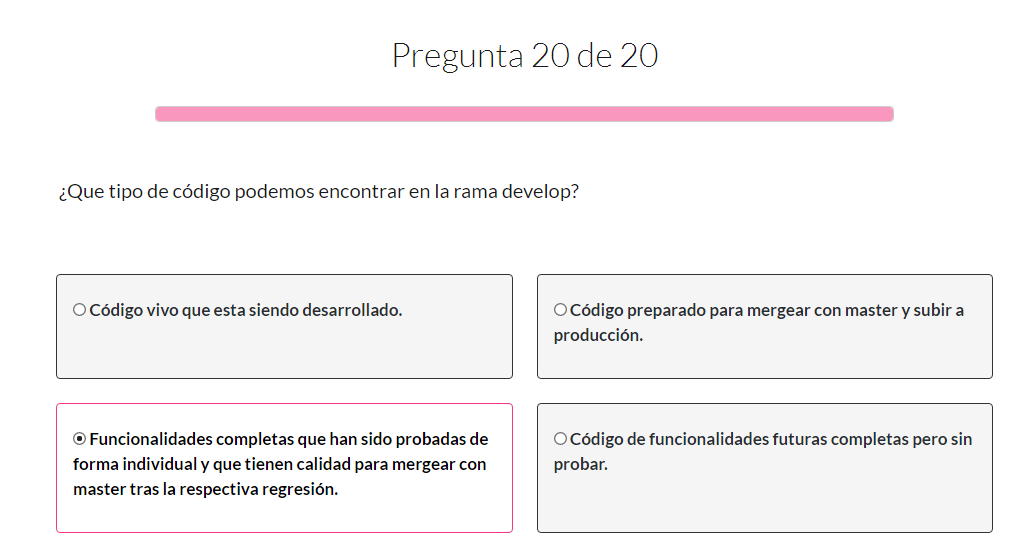 Pregunta 20 de 20
¿Que tipo de código podemos encontrar en la rama develop?
Código vivo que esta siendo desarrollado.
Código preparado para mergear con master y subir a
producción.
Funcionalidades completas que han sido probadas de
forma individual y que tienen calidad para mergear con
master tras la respectiva regresión.
Código de funcionalidades futuras completas pero sin
probar.